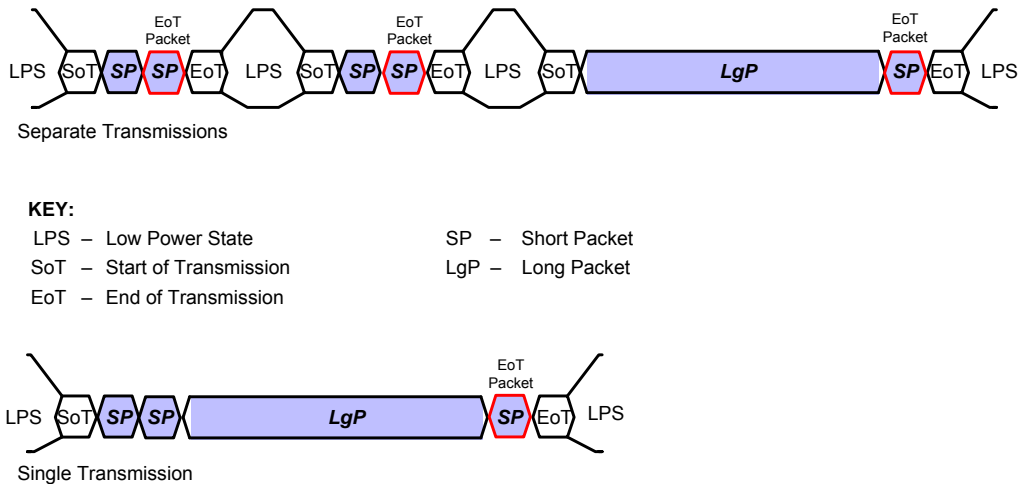 EoT
Packet
EoT
Packet
EoT
Packet
LPS SoT SP SP EoT LPS SoT SP SP EoT LPS SoT LgP SP EoT LPS
Separate Transmissions
KEY:
LPS – Low Power State SP – Short Packet
SoT – Start of Transmission LgP – Long Packet
EoT – End of Transmission
EoT
Packet
LPS SoT SP SP LgP SP EoT LPS
Single Transmission